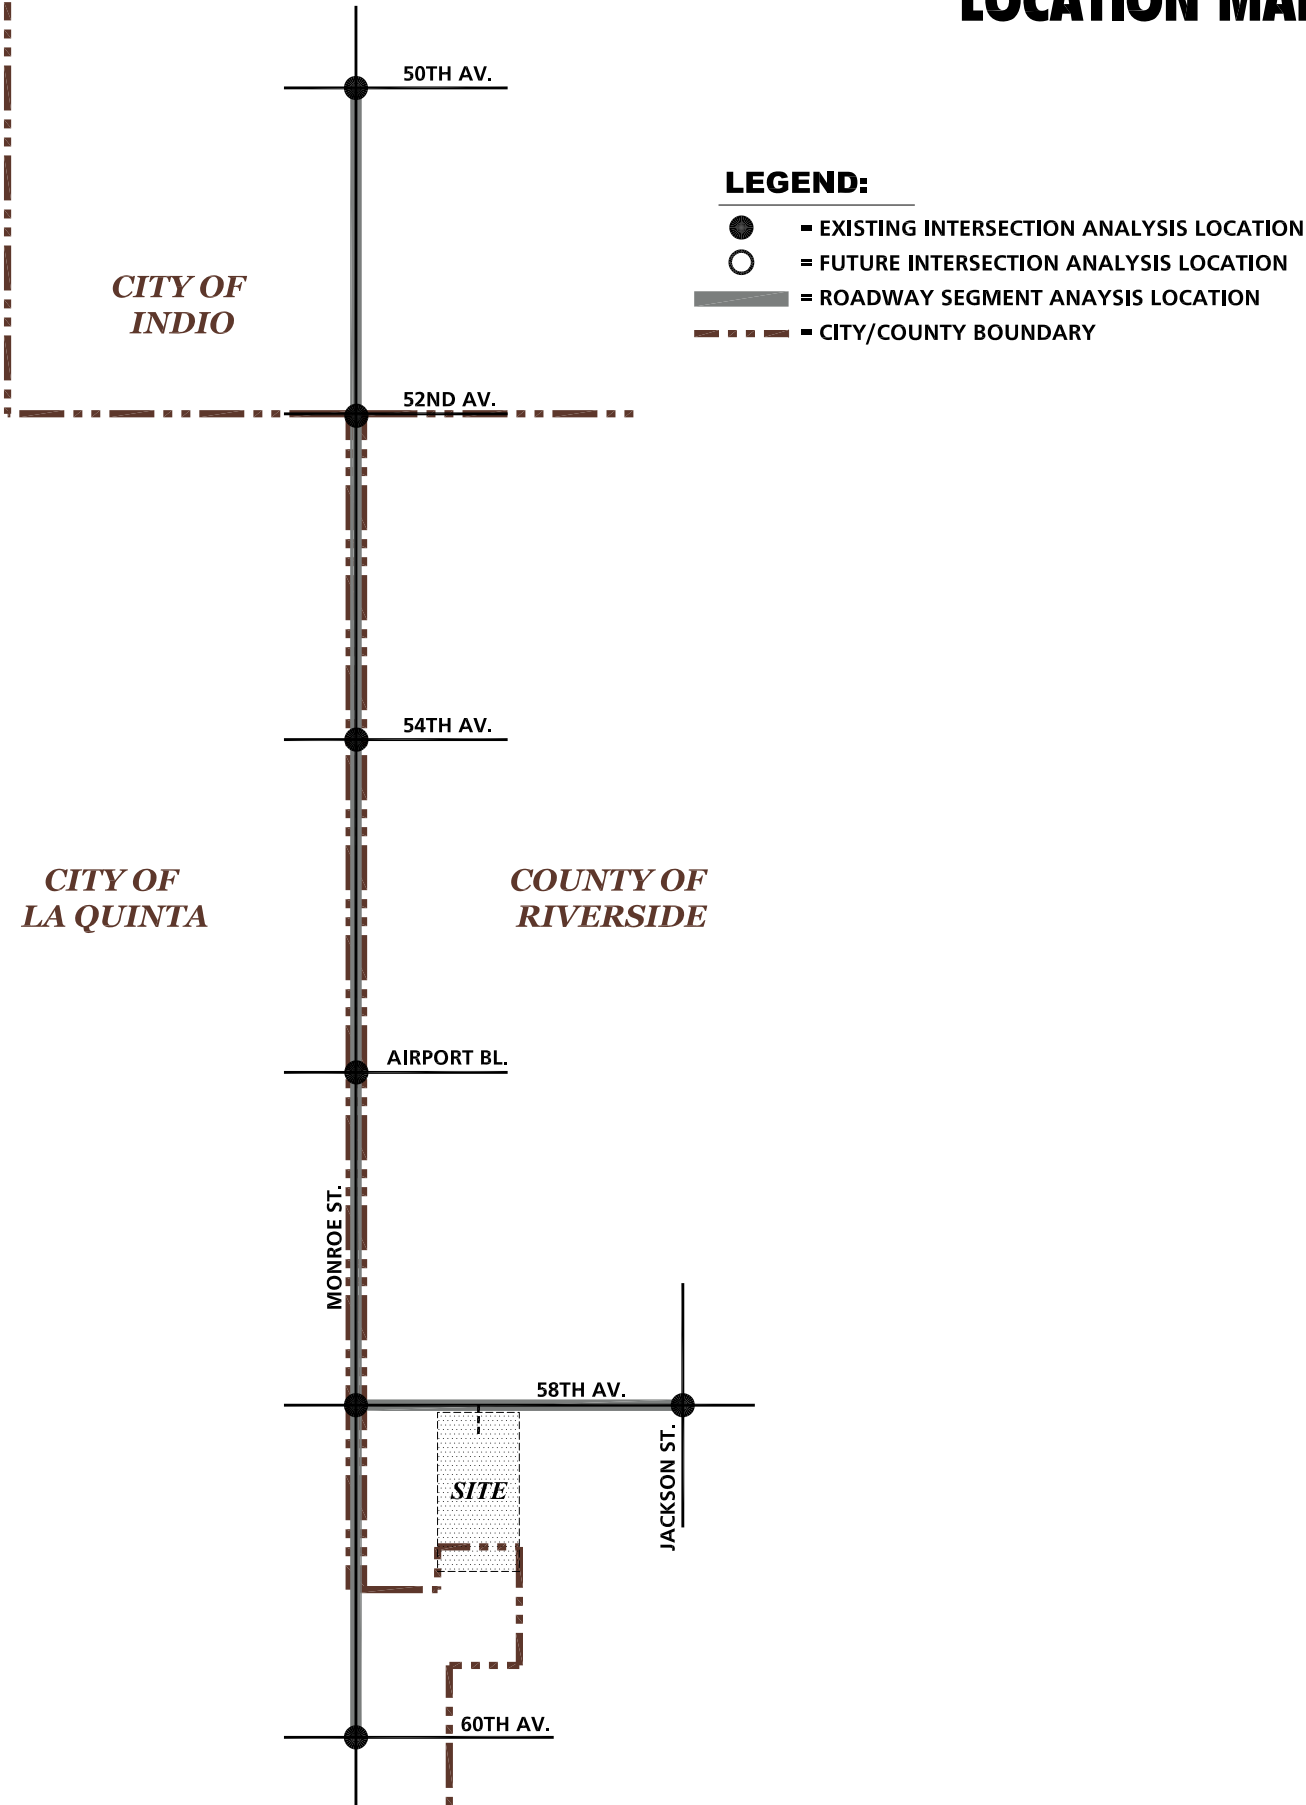 LOCATION MAP
50TH AV.
LEGEND:
= EXISTING INTERSECTION ANALYSIS LOCATION
= FUTURE INTERSECTION ANALYSIS LOCATION
= ROADWAY SEGMENT ANAYSIS LOCATION
= CITY/COUNTY BOUNDARY
CITY OF
INDIO
52ND AV.
54TH AV.
CITY OF
LA QUINTA
COUNTY OF
RIVERSIDE
AIRPORT BL.
MONROE ST.
58TH AV.
JACKSON ST.
SITE
60TH AV.